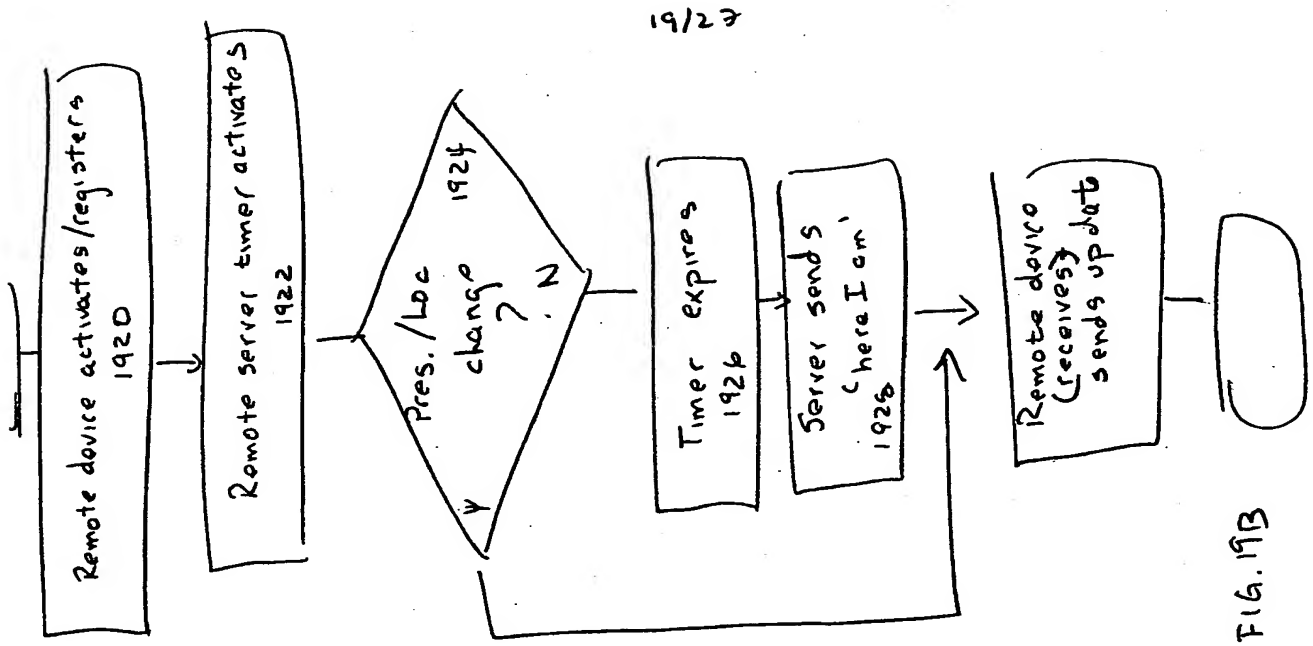 19/27
Remote device activates/registers
1920
Remote server timer activates
1922
Pres./Loc
change
?
1924
Y
N
Timer expires
1926
Server sends
'here I am'
1928
Remote device
(receives)
sends update
FIG. 19B